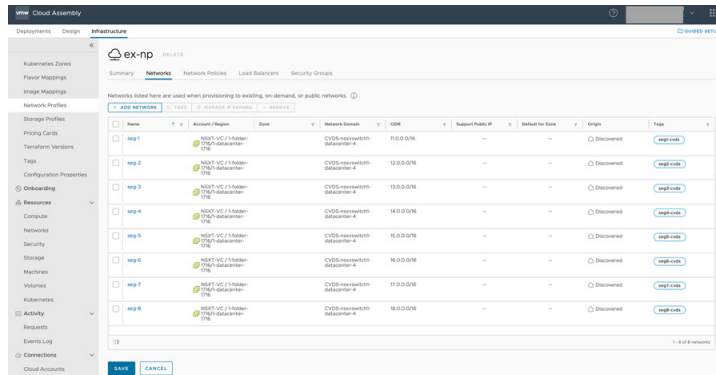 vmw Cloud Assembly
Deployments Design Infrastructure GUIDED SETU
Kubernetes Zones
Flavor Mappings
Image Mappings
Network Profiles
Storage Profiles
Pricing Cards
Terraform Versions
Tags
Configuration Properties
Onboarding
Resources
Compute
Networks
Security
Storage
Machines
Volumes
Kubernetes
Activity
Requests
Events Log
Connections
Cloud Accounts
ex-np DELETE
Summary Networks Network Policies Load Balancers Security Groups
Networks listed here are used when provisioning to existing, on-demand, or public networks.
+ ADD NETWORK TAGS MANAGE IP RANGES × REMOVE
Name Account / Region Zone Network Domain CIDR Support Public IP Default for Zone Origin Tags
seg-1 NSXT-VC / 1-folder- CVDS-nsxvswitch1- 11.0.0.0/16 -- -- Discovered seg1-cvds
1716/1-datacenter- datacenter-4
1716
seg-2 NSXT-VC / 1-folder- CVDS-nsxvswitch1- 12.0.0.0/16 -- -- Discovered seg2-cvds
1716/1-datacenter- datacenter-4
1716
seg-3 NSXT-VC / 1-folder- CVDS-nsxvswitch1- 13.0.0.0/16 -- -- Discovered seg3-cvds
1716/1-datacenter- datacenter-4
1716
seg-4 NSXT-VC / 1-folder- CVDS-nsxvswitch1- 14.0.0.0/16 -- -- Discovered seg4-cvds
1716/1-datacenter- datacenter-4
1716
seg-5 NSXT-VC / 1-folder- CVDS-nsxvswitch1- 15.0.0.0/16 -- -- Discovered seg5-cvds
1716/1-datacenter- datacenter-4
1716
seg-6 NSXT-VC / 1-folder- CVDS-nsxvswitch1- 16.0.0.0/16 -- -- Discovered seg6-cvds
1716/1-datacenter- datacenter-4
1716
seg-7 NSXT-VC / 1-folder- CVDS-nsxvswitch1- 17.0.0.0/16 -- -- Discovered seg7-cvds
1716/1-datacenter- datacenter-4
1716
seg-8 NSXT-VC / 1-folder- CVDS-nsxvswitch1- 18.0.0.0/16 -- -- Discovered seg8-cvds
1716/1-datacenter- datacenter-4
1716
1 - 8 of 8 networks
SAVE CANCEL